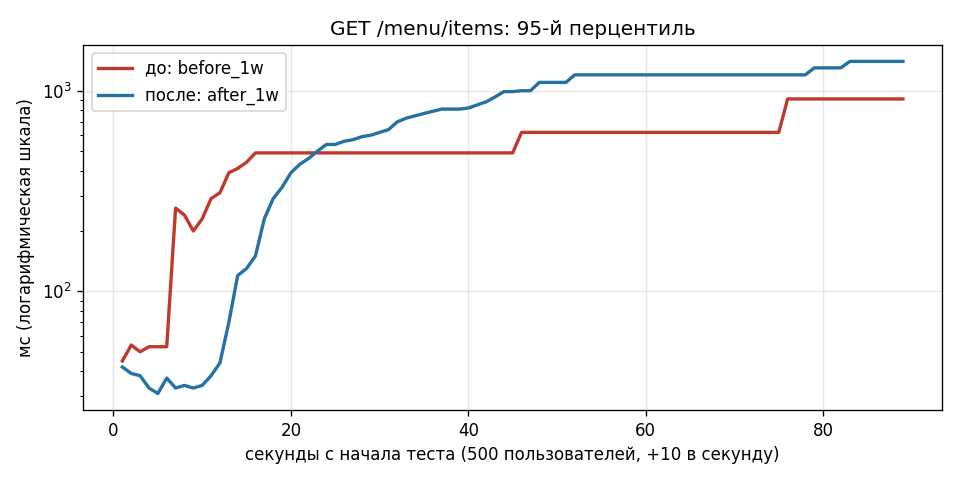 GET /menu/items: 95-й перцентиль
до: before_1w
после: after_1w
мс (логарифмическая шкала)
10³
10²
0 20 40 60 80
секунды с начала теста (500 пользователей, +10 в секунду)